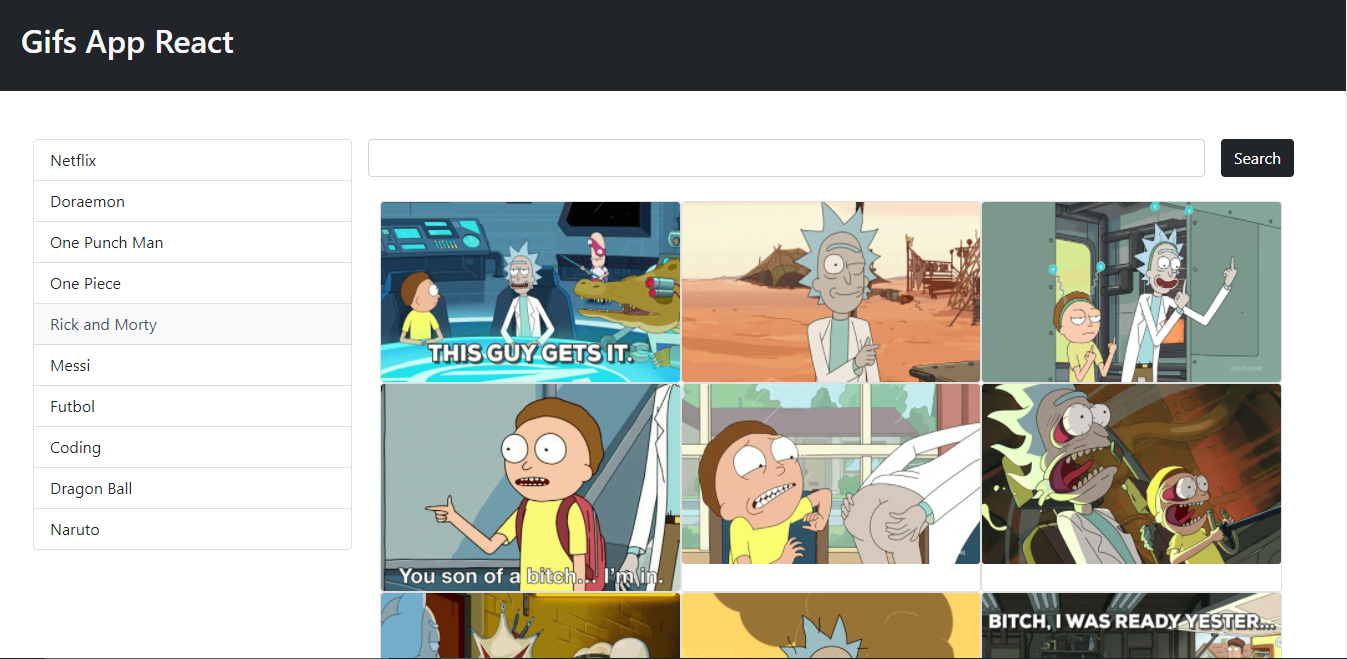 Gifs App React
Netflix
Doraemon
One Punch Man
One Piece
Rick and Morty
Messi
Futbol
Coding
Dragon Ball
Naruto
Search
THIS GUY GETS IT.
You son of a bitch... I'm in.
BITCH, I WAS READY YESTER...